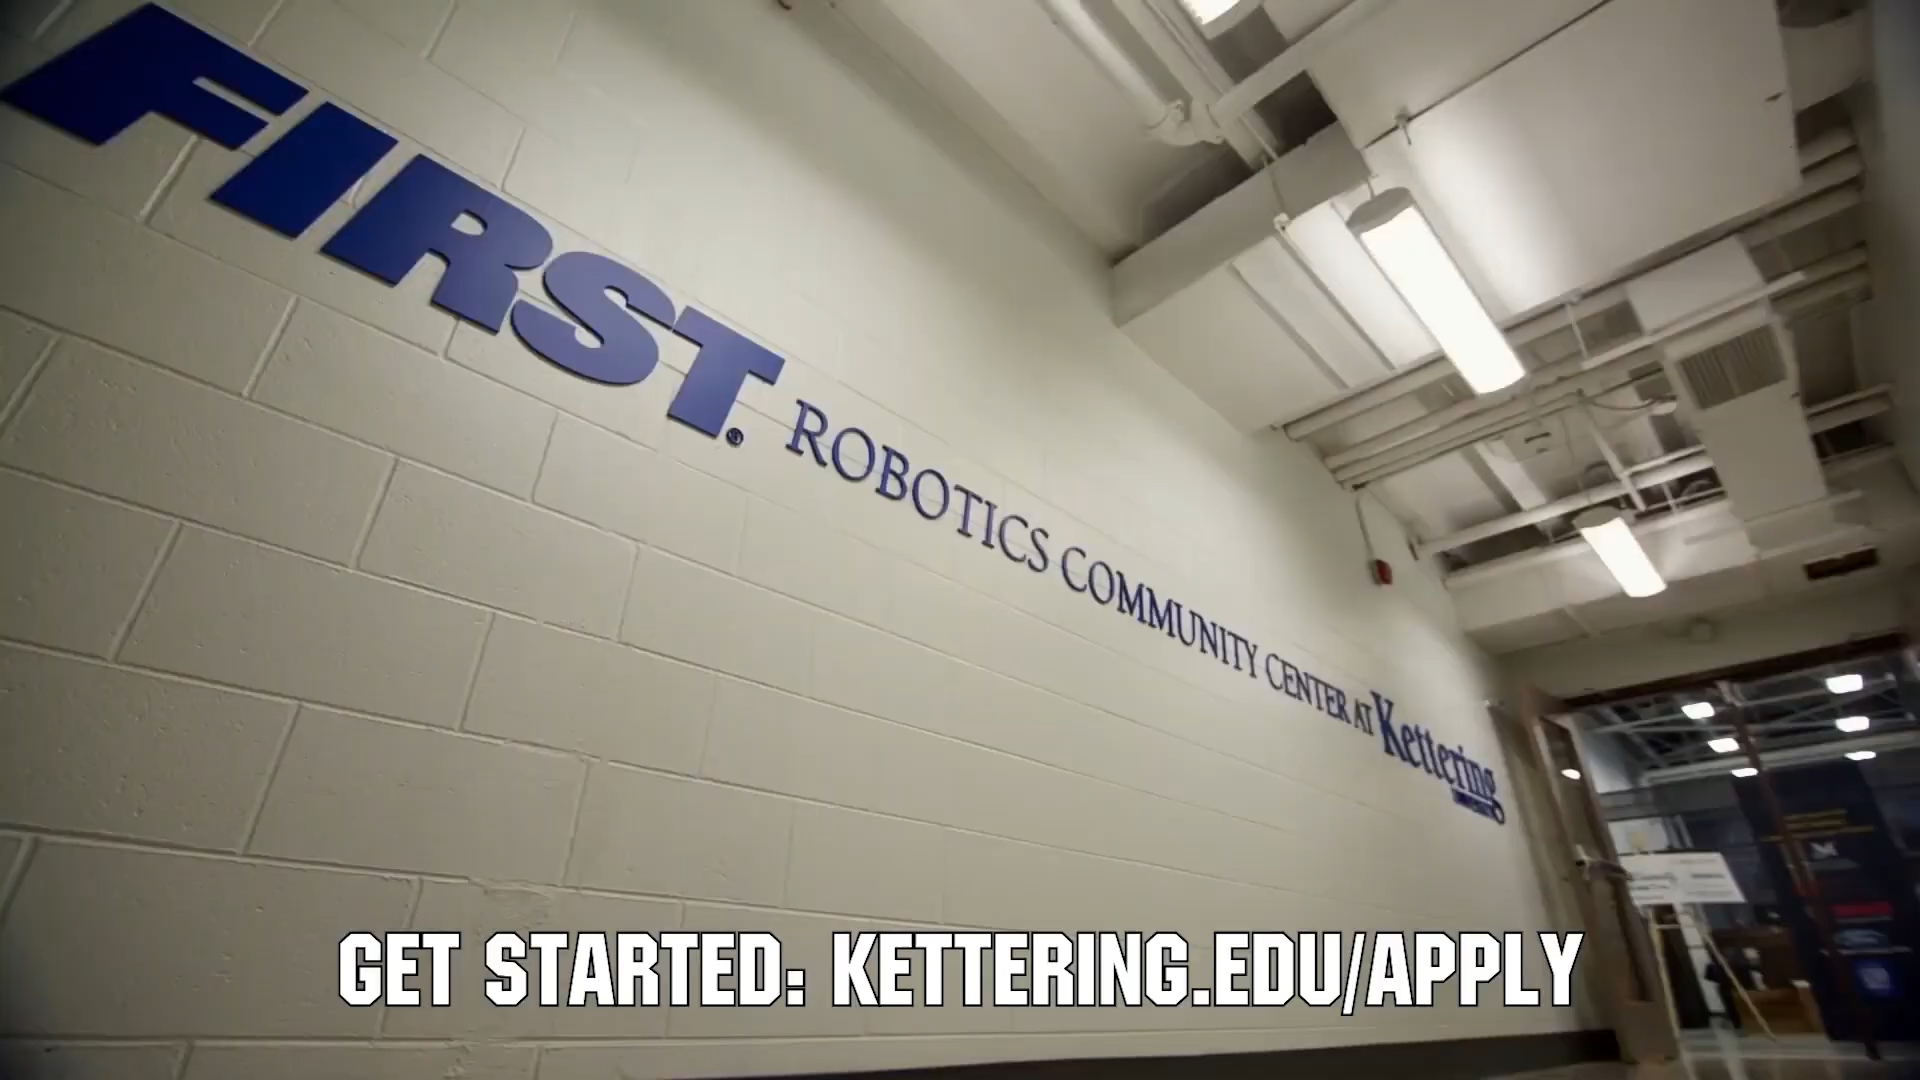 FIRST® ROBOTICS COMMUNITY CENTER AT Kettering
GET STARTED: KETTERING.EDU/APPLY